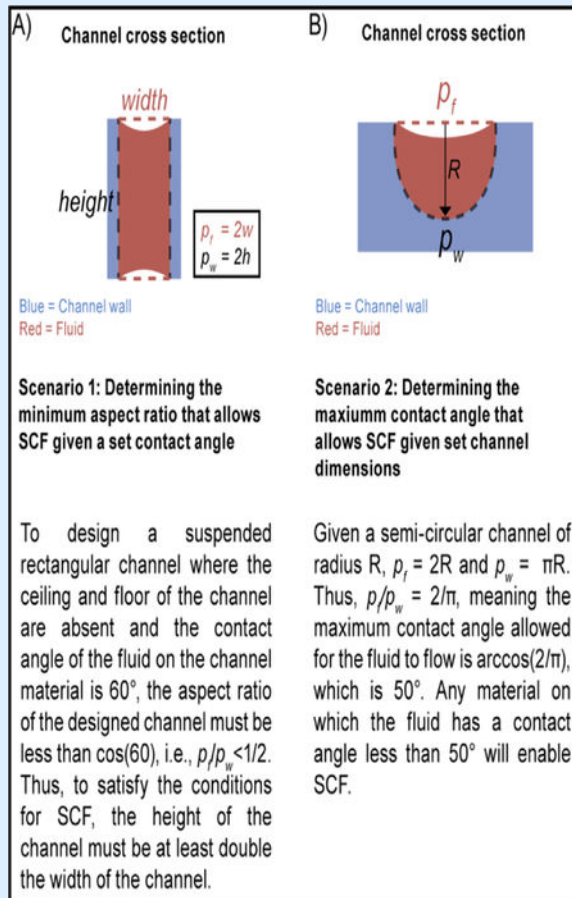 A)
Channel cross section
width
height
p_f = 2w
p_w = 2h
Blue = Channel wall
Red = Fluid
Scenario 1: Determining the
minimum aspect ratio that allows
SCF given a set contact angle
To design a suspended
rectangular channel where the
ceiling and floor of the channel
are absent and the contact
angle of the fluid on the channel
material is 60°, the aspect ratio
of the designed channel must be
less than cos(60), i.e., p_f/p_w<1/2.
Thus, to satisfy the conditions
for SCF, the height of the
channel must be at least double
the width of the channel.
B)
Channel cross section
p_f
R
p_w
Blue = Channel wall
Red = Fluid
Scenario 2: Determining the
maxiumm contact angle that
allows SCF given set channel
dimensions
Given a semi-circular channel of
radius R, p_f = 2R and p_w = πR.
Thus, p_f/p_w = 2/π, meaning the
maximum contact angle allowed
for the fluid to flow is arccos(2/π),
which is 50°. Any material on
which the fluid has a contact
angle less than 50° will enable
SCF.